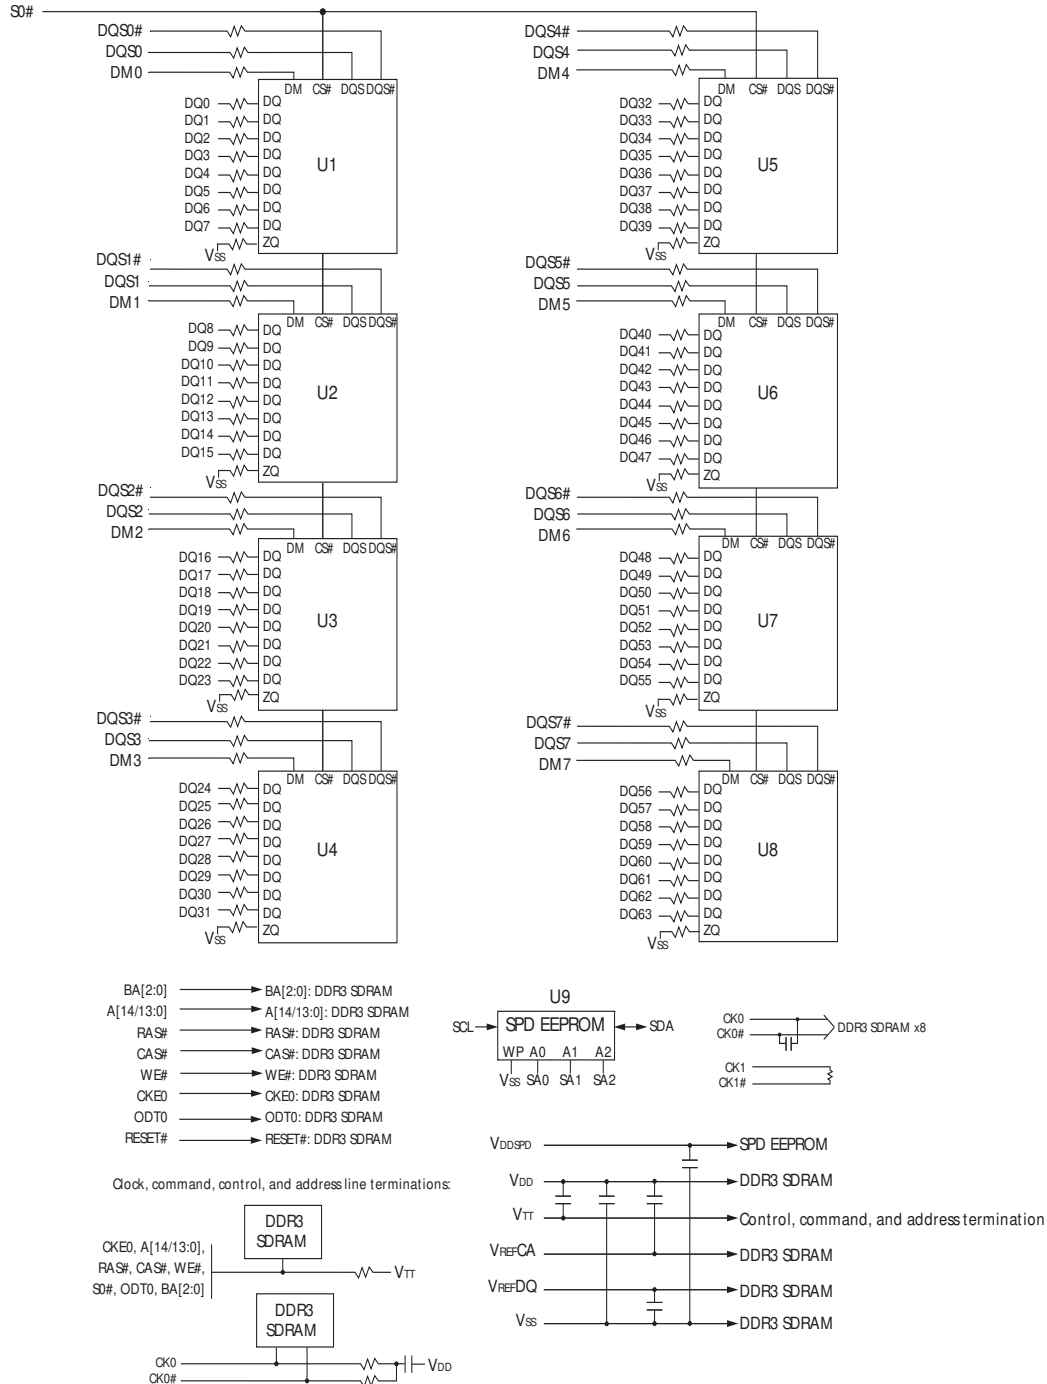 S0#
DQS0#
DQS0
DM0
DM CS# DQS DQS#
DQ0 DQ
DQ1 DQ
DQ2 DQ
DQ3 DQ
DQ4 DQ
DQ5 DQ
DQ6 DQ
DQ7 DQ
VSS ZQ
U1
DQS1#
DQS1
DM1
DM CS# DQS DQS#
DQ8 DQ
DQ9 DQ
DQ10 DQ
DQ11 DQ
DQ12 DQ
DQ13 DQ
DQ14 DQ
DQ15 DQ
VSS ZQ
U2
DQS2#
DQS2
DM2
DM CS# DQS DQS#
DQ16 DQ
DQ17 DQ
DQ18 DQ
DQ19 DQ
DQ20 DQ
DQ21 DQ
DQ22 DQ
DQ23 DQ
VSS ZQ
U3
DQS3#
DQS3
DM3
DM CS# DQS DQS#
DQ24 DQ
DQ25 DQ
DQ26 DQ
DQ27 DQ
DQ28 DQ
DQ29 DQ
DQ30 DQ
DQ31 DQ
VSS ZQ
U4
DQS4#
DQS4
DM4
DM CS# DQS DQS#
DQ32 DQ
DQ33 DQ
DQ34 DQ
DQ35 DQ
DQ36 DQ
DQ37 DQ
DQ38 DQ
DQ39 DQ
VSS ZQ
U5
DQS5#
DQS5
DM5
DM CS# DQS DQS#
DQ40 DQ
DQ41 DQ
DQ42 DQ
DQ43 DQ
DQ44 DQ
DQ45 DQ
DQ46 DQ
DQ47 DQ
VSS ZQ
U6
DQS6#
DQS6
DM6
DM CS# DQS DQS#
DQ48 DQ
DQ49 DQ
DQ50 DQ
DQ51 DQ
DQ52 DQ
DQ53 DQ
DQ54 DQ
DQ55 DQ
VSS ZQ
U7
DQS7#
DQS7
DM7
DM CS# DQS DQS#
DQ56 DQ
DQ57 DQ
DQ58 DQ
DQ59 DQ
DQ60 DQ
DQ61 DQ
DQ62 DQ
DQ63 DQ
VSS ZQ
U8
BA[2:0] BA[2:0]: DDR3 SDRAM
A[14/13:0] A[14/13:0]: DDR3 SDRAM
RAS# RAS#: DDR3 SDRAM
CAS# CAS#: DDR3 SDRAM
WE# WE#: DDR3 SDRAM
CKE0 CKE0: DDR3 SDRAM
ODT0 ODT0: DDR3 SDRAM
RESET# RESET#: DDR3 SDRAM
U9
SCL SPD EEPROM SDA
WP A0 A1 A2
VSS SA0 SA1 SA2
CK0
CK0#
DDR3 SDRAM x8
CK1
CK1#
VDDSPD SPD EEPROM
VDD DDR3 SDRAM
VTT Control, command, and address termination
VREFCA DDR3 SDRAM
VREFDQ DDR3 SDRAM
VSS DDR3 SDRAM
Clock, command, control, and address line terminations:
DDR3
SDRAM
CKE0, A[14/13:0],
RAS#, CAS#, WE#,
S0#, ODT0, BA[2:0]
VTT
DDR3
SDRAM
CK0
CK0#
VDD